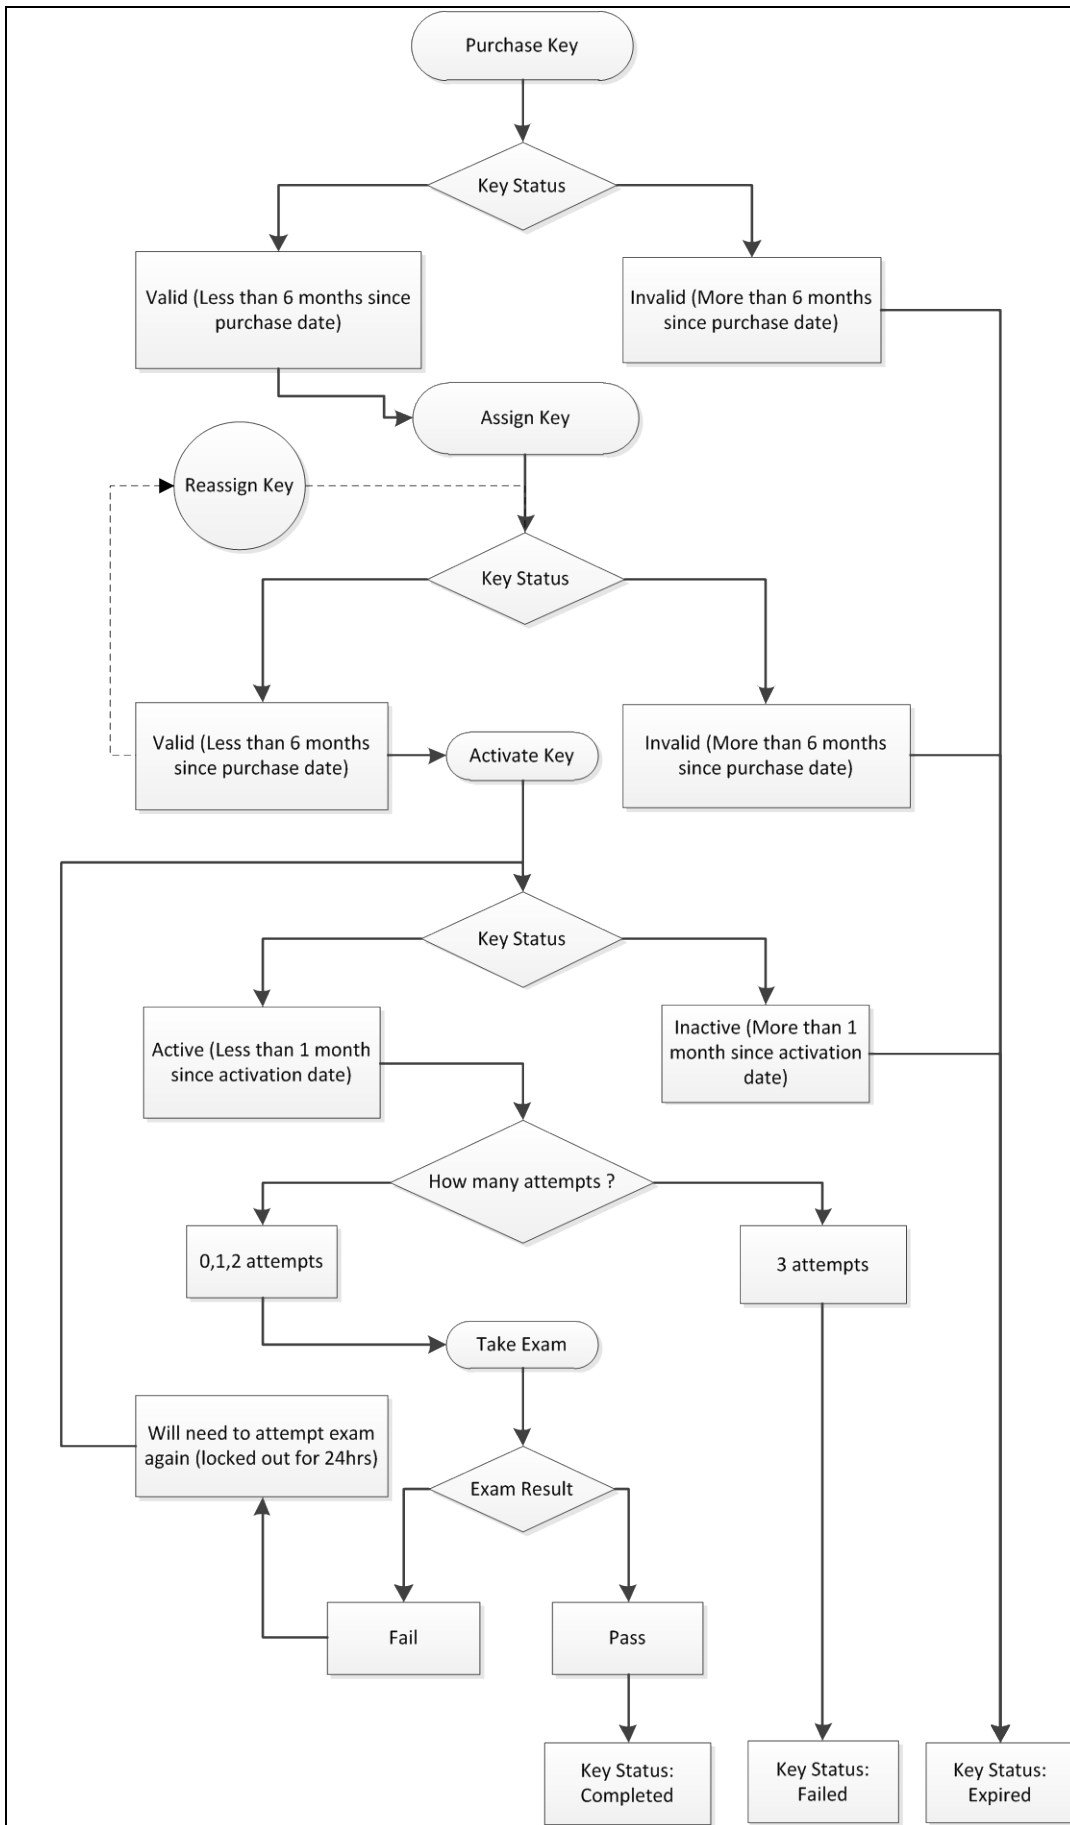 Purchase Key
Key Status
Valid (Less than 6 months since
purchase date)
Invalid (More than 6 months
since purchase date)
Assign Key
Reassign Key
Key Status
Valid (Less than 6 months
since purchase date)
Activate Key
Invalid (More than 6 months
since purchase date)
Key Status
Active (Less than 1 month
since activation date)
Inactive (More than 1
month since activation
date)
How many attempts ?
0,1,2 attempts
3 attempts
Take Exam
Will need to attempt exam
again (locked out for 24hrs)
Exam Result
Fail
Pass
Key Status:
Completed
Key Status:
Failed
Key Status:
Expired